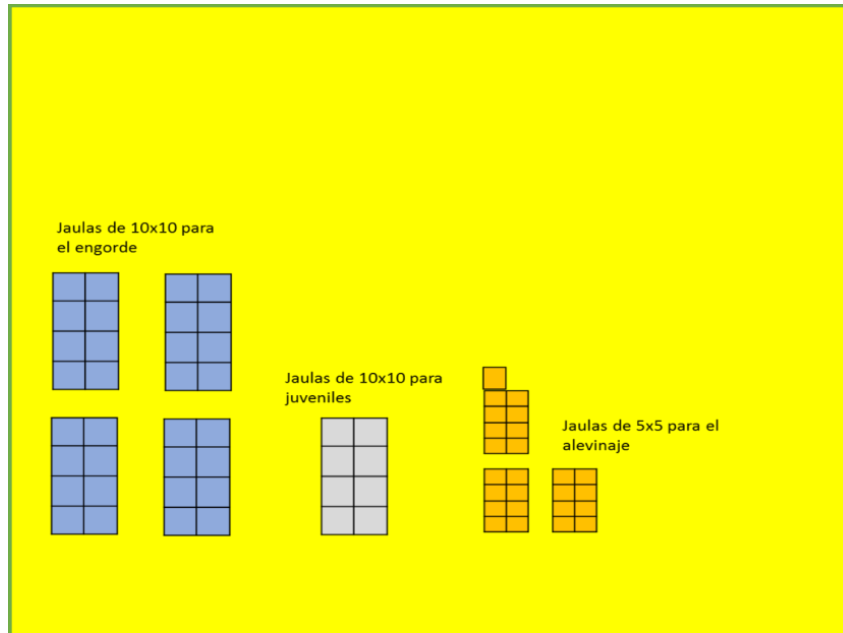 Jaulas de 10x10 para
el engorde
Jaulas de 10x10 para
juveniles
Jaulas de 5x5 para el
alevinaje